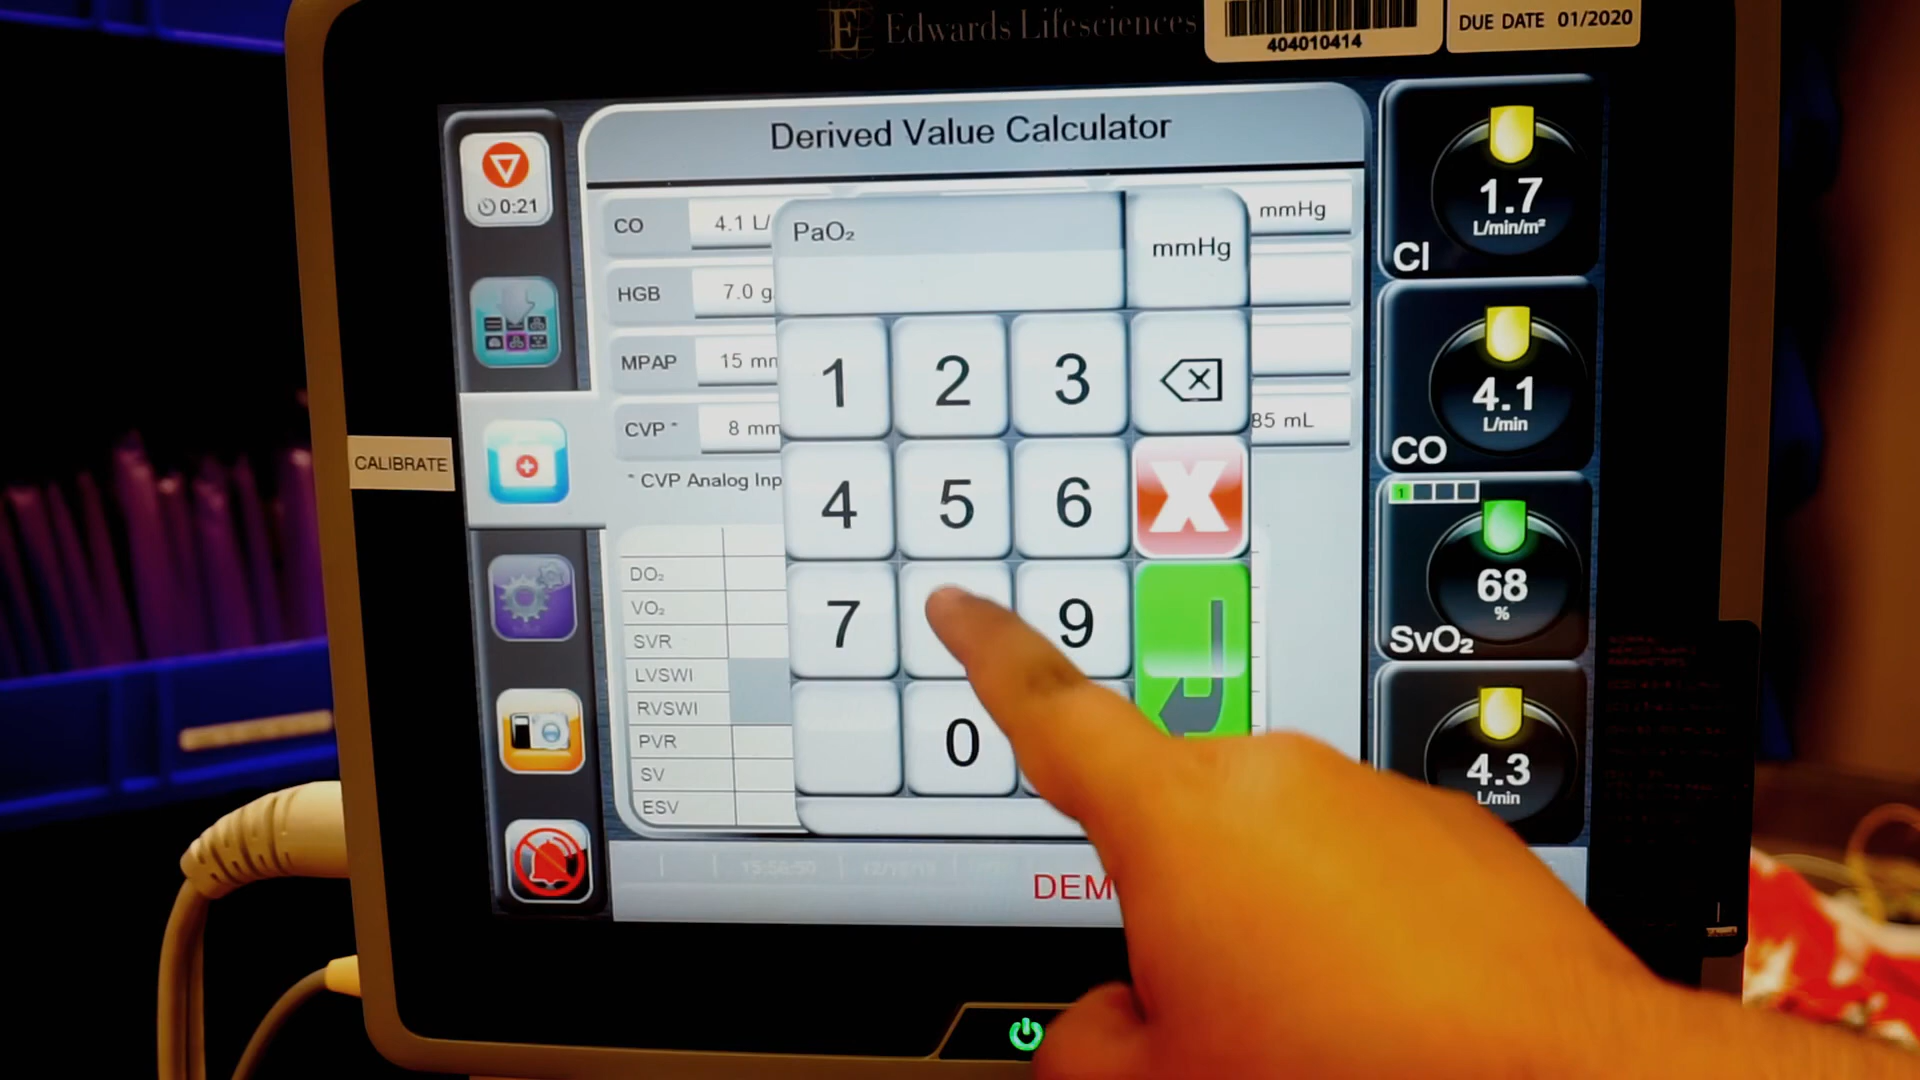 Edwards Lifesciences
404010414
DUE DATE 01/2020
Derived Value Calculator
0:21
CO 4.1 L/
HGB 7.0 g
MPAP 15 mm
CVP * 8 mm
* CVP Analog Inp
mmHg
85 mL
PaO₂ mmHg
1 2 3
4 5 6 X
7 9
0
DO₂
VO₂
SVR
LVSWI
RVSWI
PVR
SV
ESV
CALIBRATE
1.7
L/min/m²
CI
4.1
L/min
CO
1
68
%
SvO₂
4.3
L/min
DEM